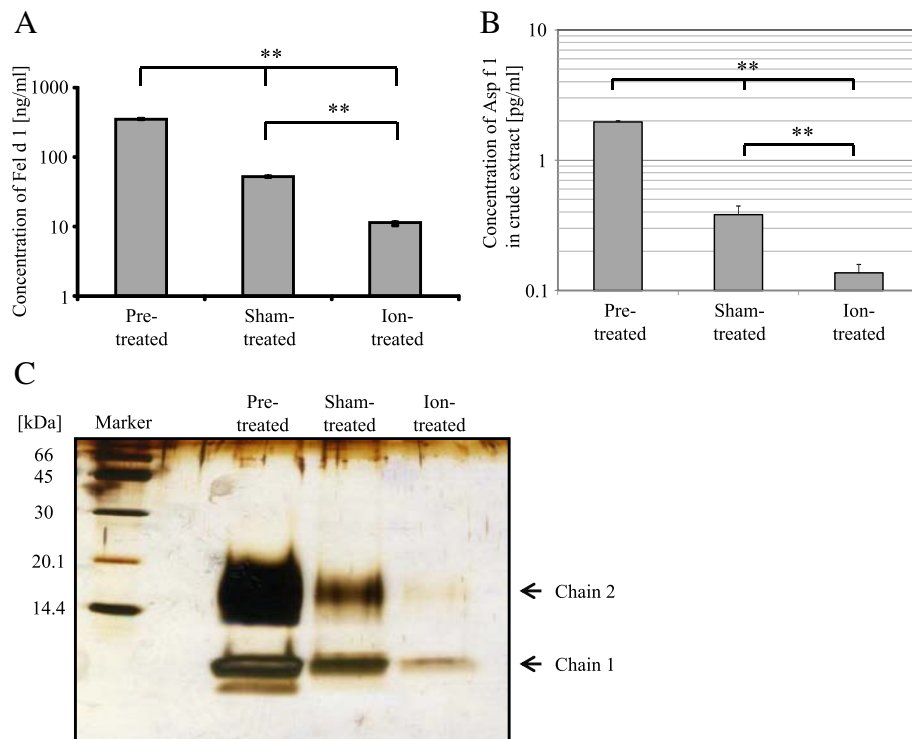 A
**
**
Concentration of Fel d 1 [ng/ml]
1000
100
10
1
Pre-
treated
Sham-
treated
Ion-
treated
B
**
**
Concentration of Asp f 1
in crude extract [pg/ml]
10
1
0.1
Pre-
treated
Sham-
treated
Ion-
treated
C
[kDa]
Marker
Pre-
treated
Sham-
treated
Ion-
treated
66
45
30
20.1
14.4
Chain 2
Chain 1